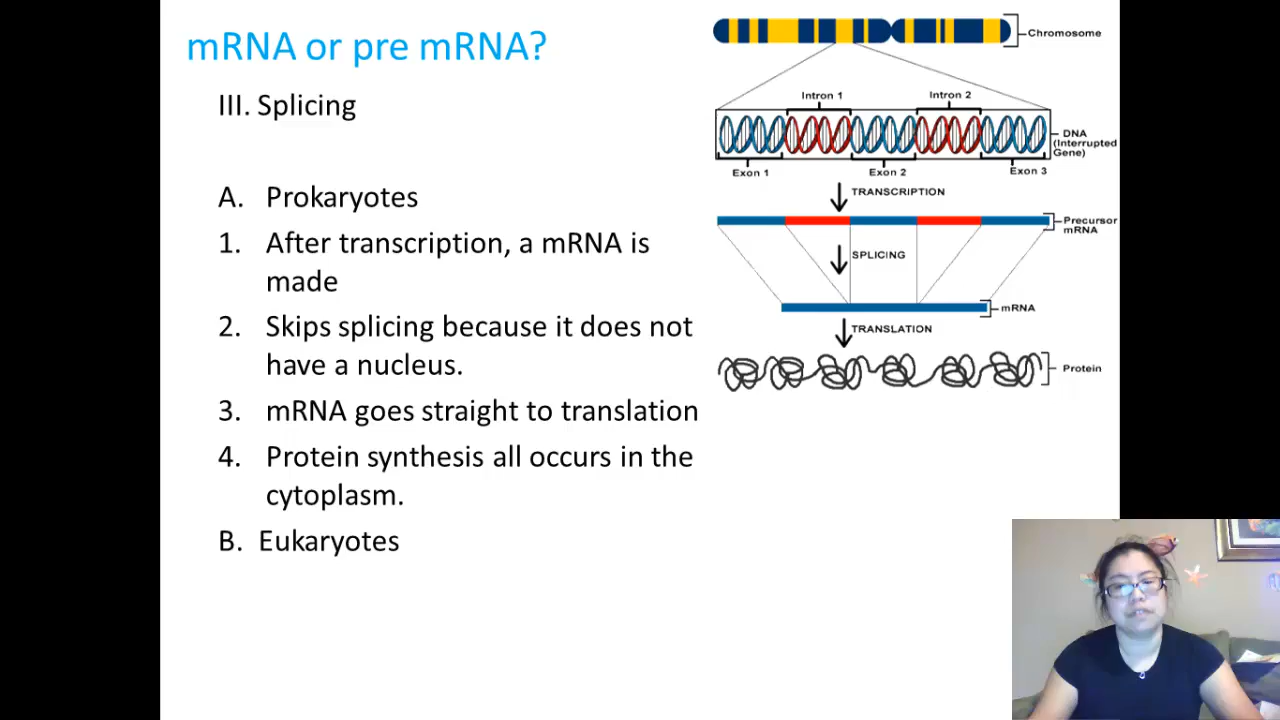 mRNA or pre mRNA?
III. Splicing
A. Prokaryotes
1. After transcription, a mRNA is
made
2. Skips splicing because it does not
have a nucleus.
3. mRNA goes straight to translation
4. Protein synthesis all occurs in the
cytoplasm.
B. Eukaryotes
Chromosome
Intron 1
Intron 2
DNA
(Interrupted
Gene)
Exon 1
Exon 2
Exon 3
TRANSCRIPTION
Precursor
mRNA
SPLICING
mRNA
TRANSLATION
Protein